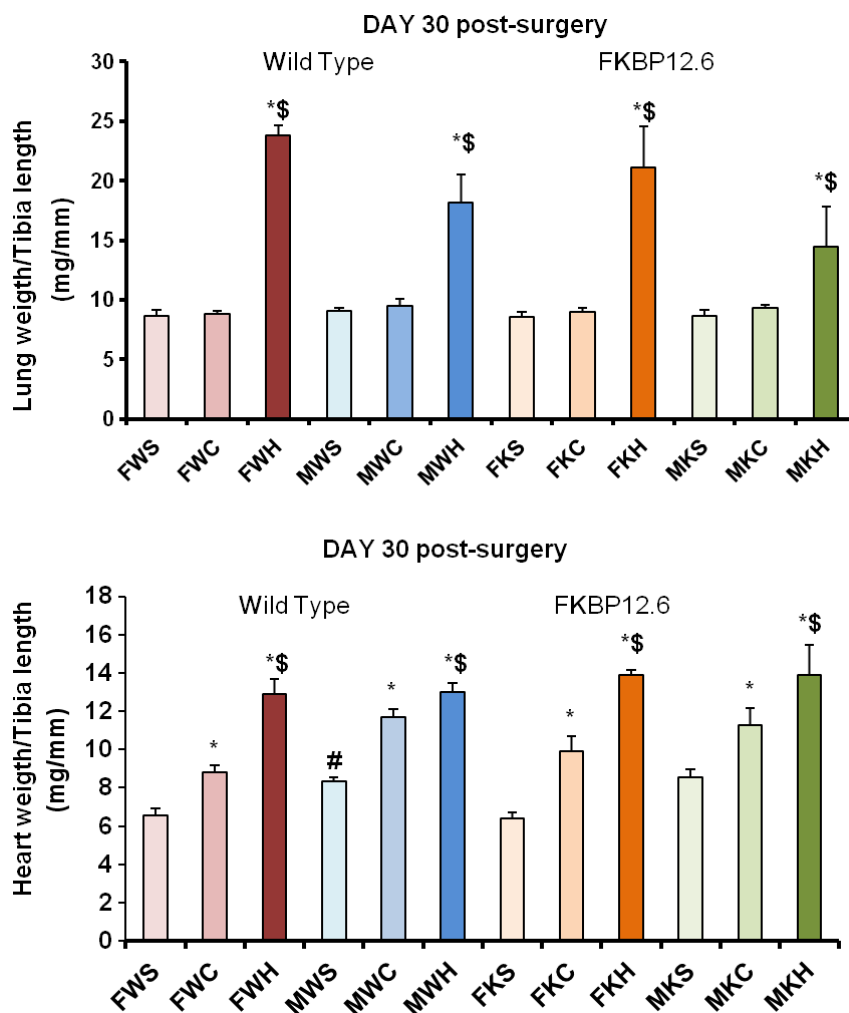 DAY 30 post-surgery
Wild Type
FKBP12.6
Lung weigth/Tibia length
(mg/mm)
30
25
20
15
10
5
0
*$
*$
*$
*$
FWS
FWC
FWH
MWS
MWC
MWH
FKS
FKC
FKH
MKS
MKC
MKH
DAY 30 post-surgery
Wild Type
FKBP12.6
Heart weigth/Tibia length
(mg/mm)
18
16
14
12
10
8
6
4
2
0
*
*$
#
*
*$
*
*$
*
*$
FWS
FWC
FWH
MWS
MWC
MWH
FKS
FKC
FKH
MKS
MKC
MKH